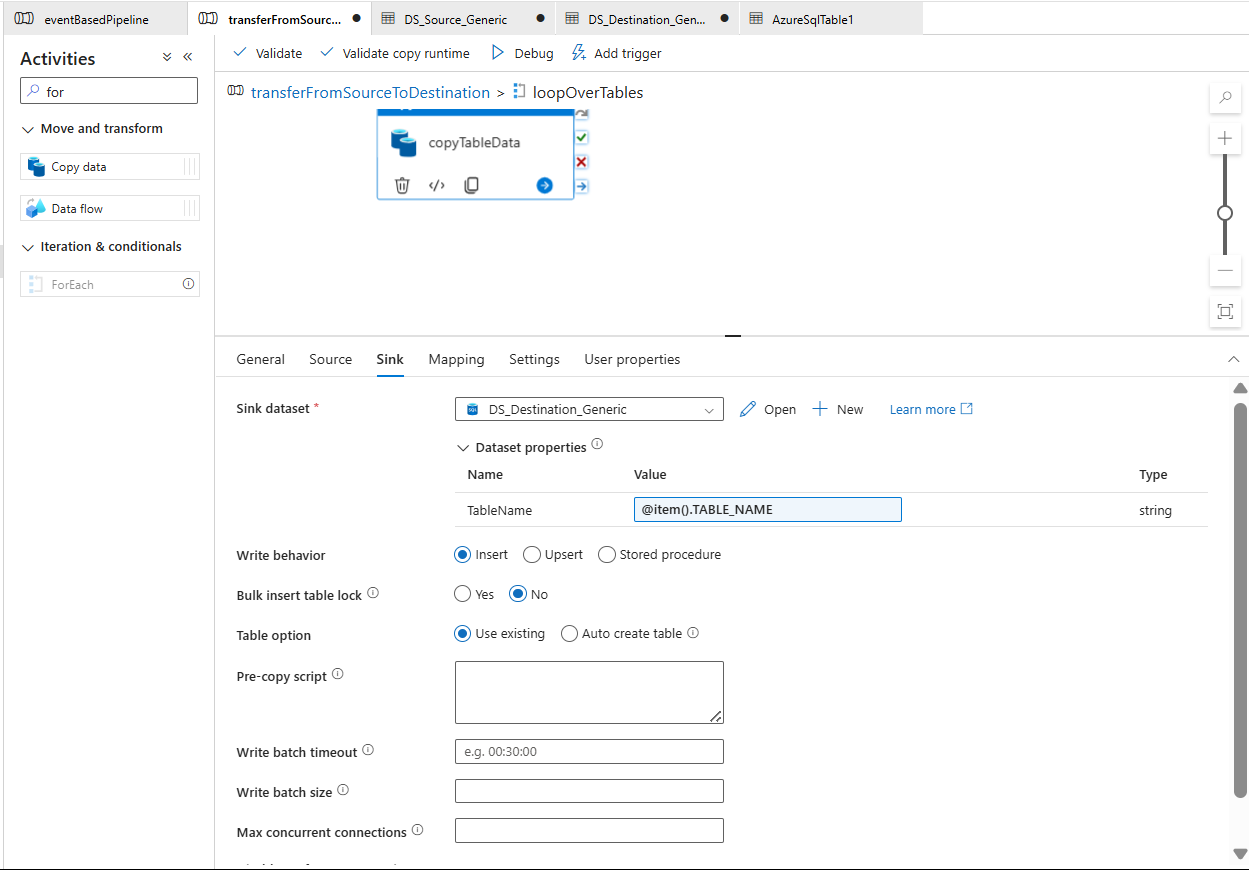 eventBasedPipeline
transferFromSourc...
DS_Source_Generic
DS_Destination_Gen...
AzureSqlTable1
Activities
for
Move and transform
Copy data
Data flow
Iteration & conditionals
ForEach
Validate
Validate copy runtime
Debug
Add trigger
transferFromSourceToDestination > loopOverTables
copyTableData
General
Source
Sink
Mapping
Settings
User properties
Sink dataset *
DS_Destination_Generic
Open
New
Learn more
Dataset properties
Name Value Type
TableName @item().TABLE_NAME string
Write behavior
Insert Upsert Stored procedure
Bulk insert table lock
Yes No
Table option
Use existing Auto create table
Pre-copy script
Write batch timeout
e.g. 00:30:00
Write batch size
Max concurrent connections